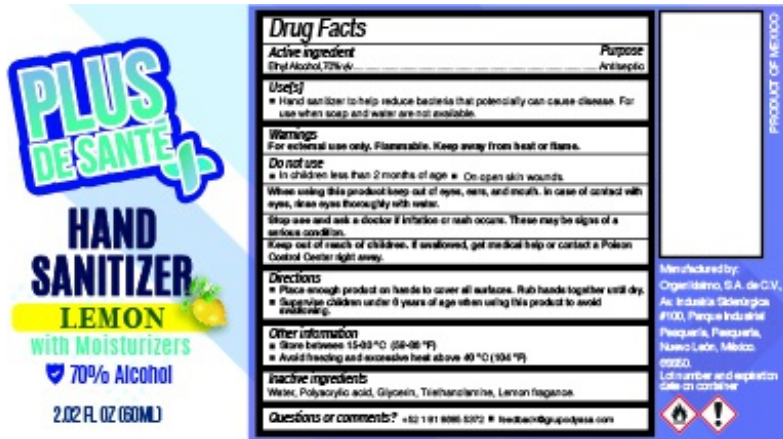 PLUS
DE SANTÉ
HAND
SANITIZER
LEMON
with Moisturizers
70% Alcohol
2.02 FL OZ (60ML)
Drug Facts
Active ingredient Purpose
Ethyl Alcohol, 70% v/v Antiseptic
Use[s]
Hand sanitizer to help reduce bacteria that potencially can cause disease. For
use when soap and water are not available.
Warnings
For external use only. Flammable. Keep away from heat or flame.
Do not use
in children less than 2 months of age ■ On open skin wounds.
When using this product keep out of eyes, ears, and mouth. In case of contact with
eyes, rinse eyes thoroughly with water.
Stop use and ask a doctor if irritation or rash occurs. These may be signs of a
serious condition.
Keep out of reach of children. If swallowed, get medical help or contact a Poison
Control Center right away.
Directions
Place enough product on hands to cover all surfaces. Rub hands together until dry.
Supervise children under 6 years of age when using this product to avoid
swallowing.
Other information
Store between 15-30 °C (59-86 °F)
Avoid freezing and excessive heat above 40 °C (104 °F)
Inactive ingredients
Water, Polyacrylic acid, Glycerin, Triethanolamine, Lemon fragance.
Questions or comments?
PRODUCT OF MEXICO
Manufactured by:
S.A. de C.V.,
Av. Industria Siderúrgica
#100, Parque Industrial
Pesquería, Pesquería,
Nuevo León, México.
Lot number and expiration
date on container